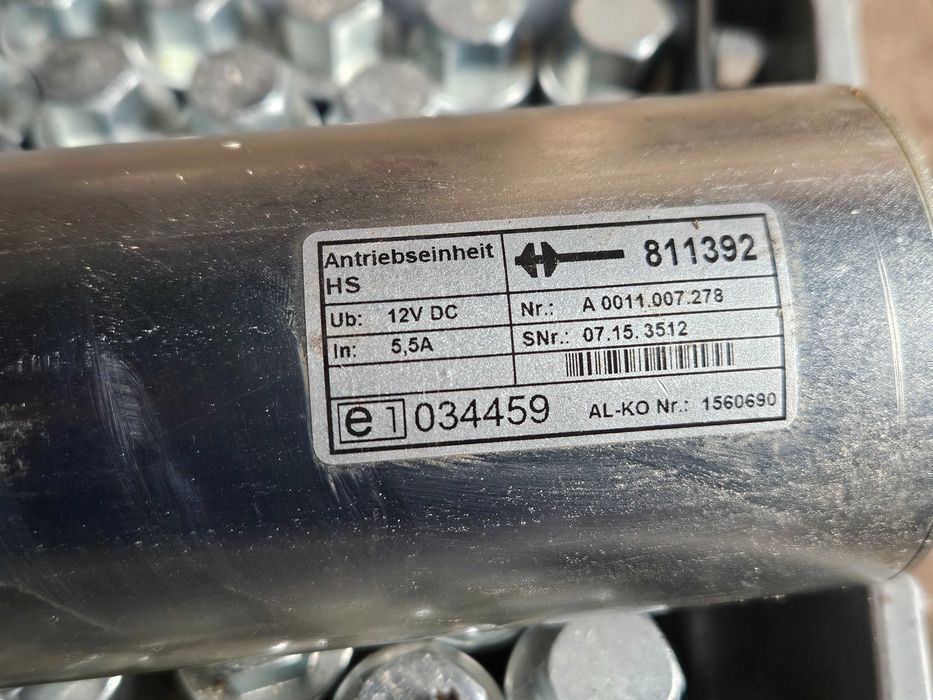 Antriebseinheit
HS
811392
Ub: 12V DC
Nr.: A 0011.007.278
In: 5,5A
SNr.: 07.15.3512
e1 034459
AL-KO Nr.: 1560690